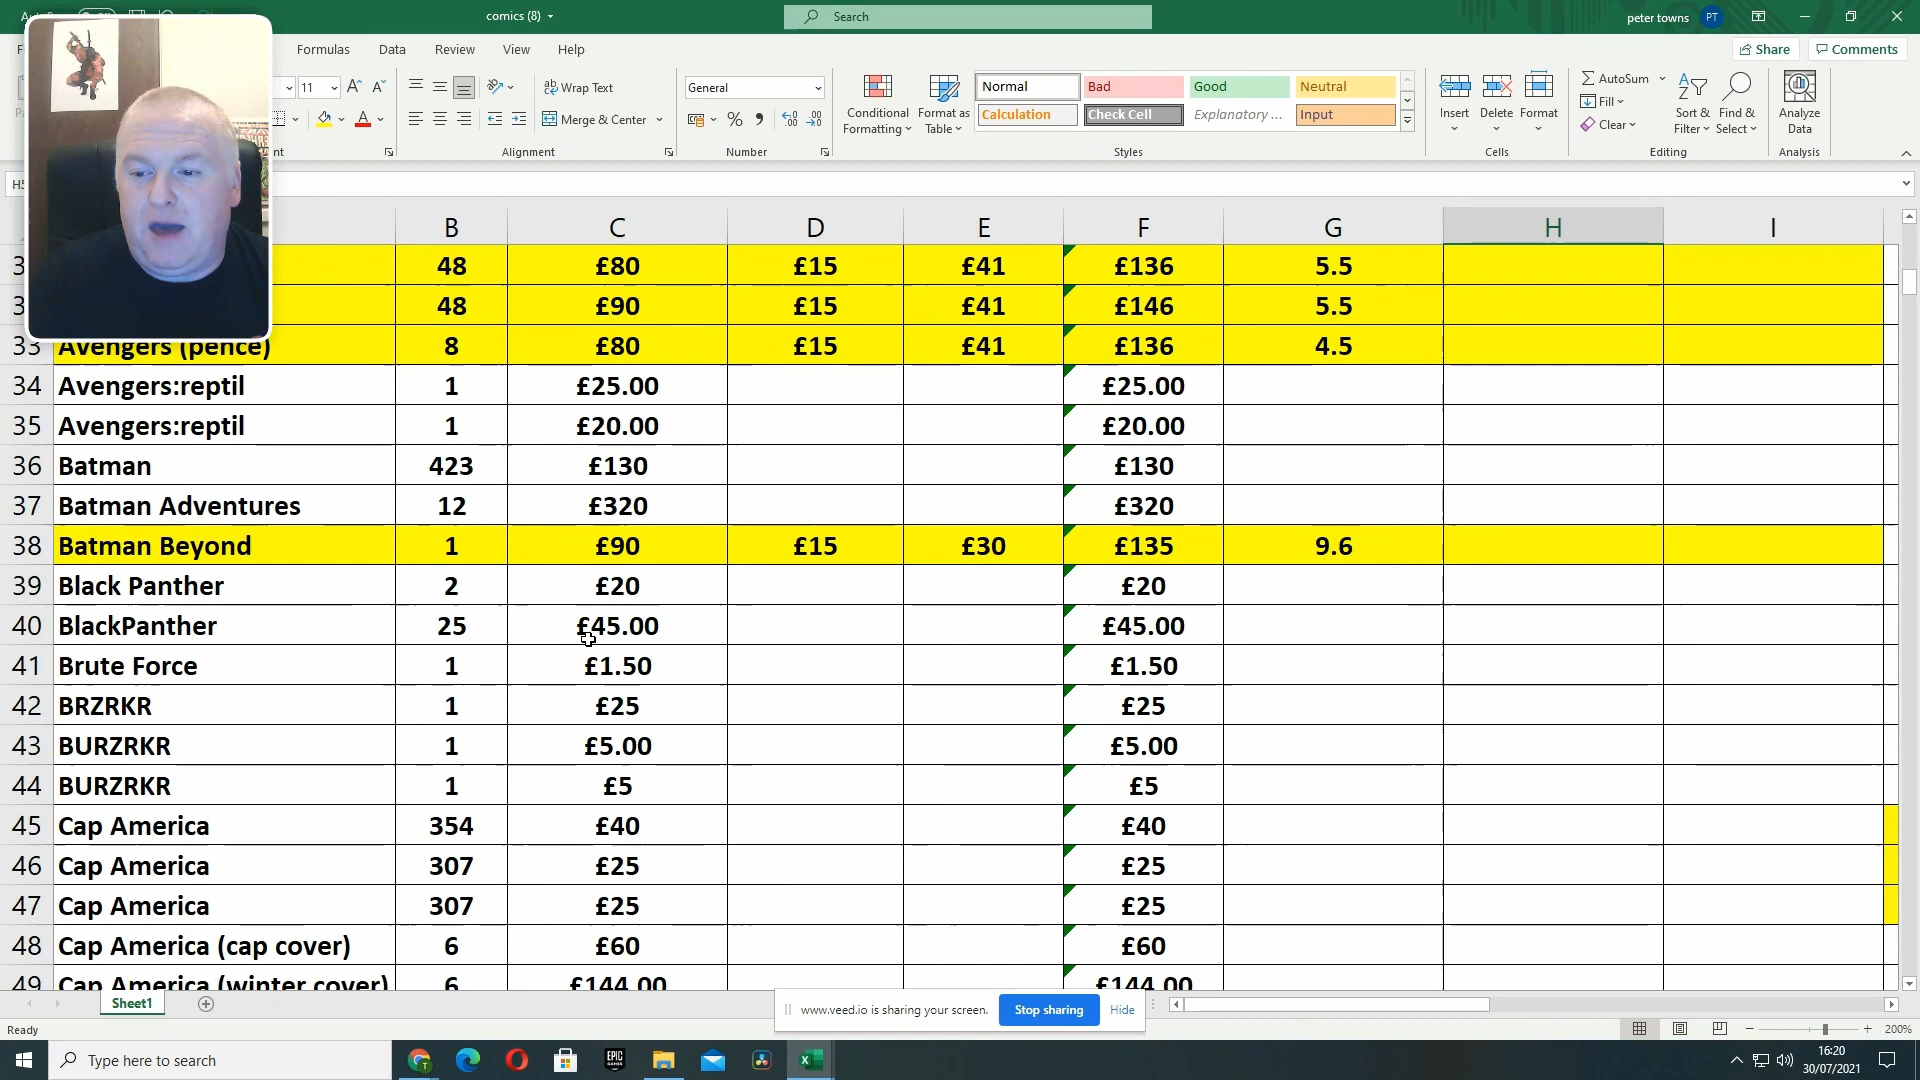 comics (8)
Search
peter towns
PT
Formulas Data Review View Help
Share
Comments
11
Wrap Text
Merge & Center
Alignment
General
Number
Conditional Formatting
Format as Table
Normal Bad Good Neutral
Calculation Check Cell Explanatory ... Input
Styles
Insert Delete Format
Cells
AutoSum
Fill
Clear
Sort & Filter
Find & Select
Editing
Analyze Data
Analysis
B C D E F G H I
48 £80 £15 £41 £136 5.5
48 £90 £15 £41 £146 5.5
33 Avengers (pence) 8 £80 £15 £41 £136 4.5
34 Avengers:reptil 1 £25.00 £25.00
35 Avengers:reptil 1 £20.00 £20.00
36 Batman 423 £130 £130
37 Batman Adventures 12 £320 £320
38 Batman Beyond 1 £90 £15 £30 £135 9.6
39 Black Panther 2 £20 £20
40 BlackPanther 25 £45.00 £45.00
41 Brute Force 1 £1.50 £1.50
42 BRZRKR 1 £25 £25
43 BURZRKR 1 £5.00 £5.00
44 BURZRKR 1 £5 £5
45 Cap America 354 £40 £40
46 Cap America 307 £25 £25
47 Cap America 307 £25 £25
48 Cap America (cap cover) 6 £60 £60
49 Cap America (winter cover) 6 £144.00 £144.00
Sheet1
www.veed.io is sharing your screen. Stop sharing Hide
Ready
200%
Type here to search
EPIC GAMES
16:20
30/07/2021